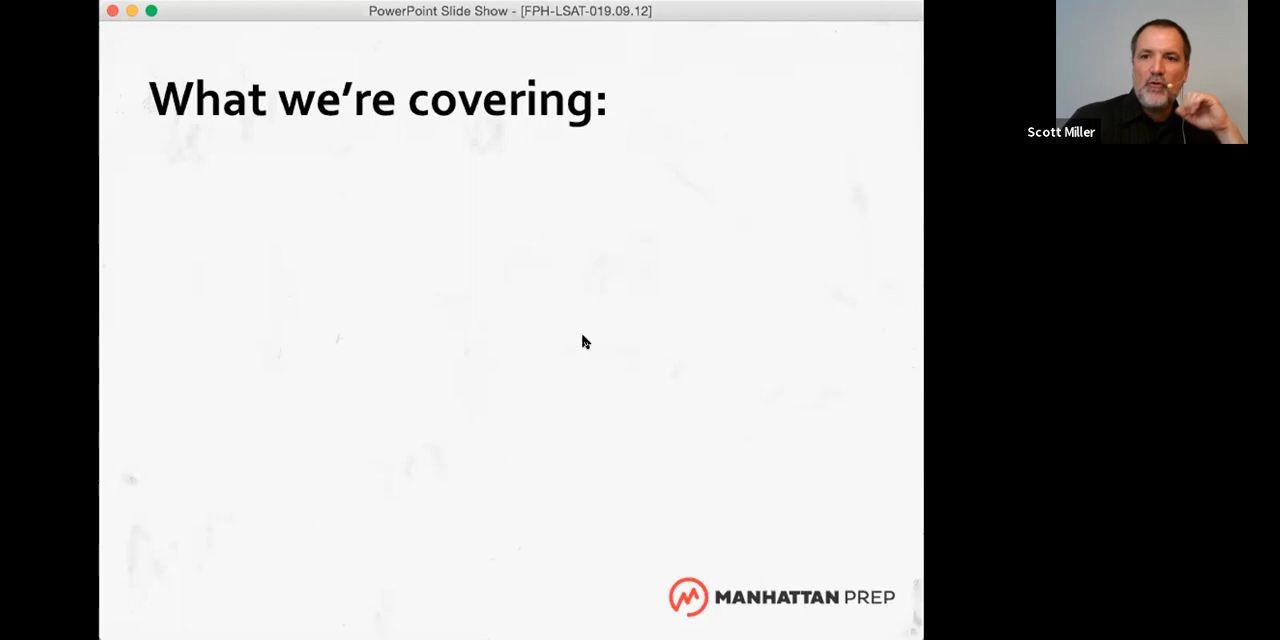 PowerPoint Slide Show - [FPH-LSAT-019.09.12]
What we're covering:
Scott Miller
MANHATTAN PREP